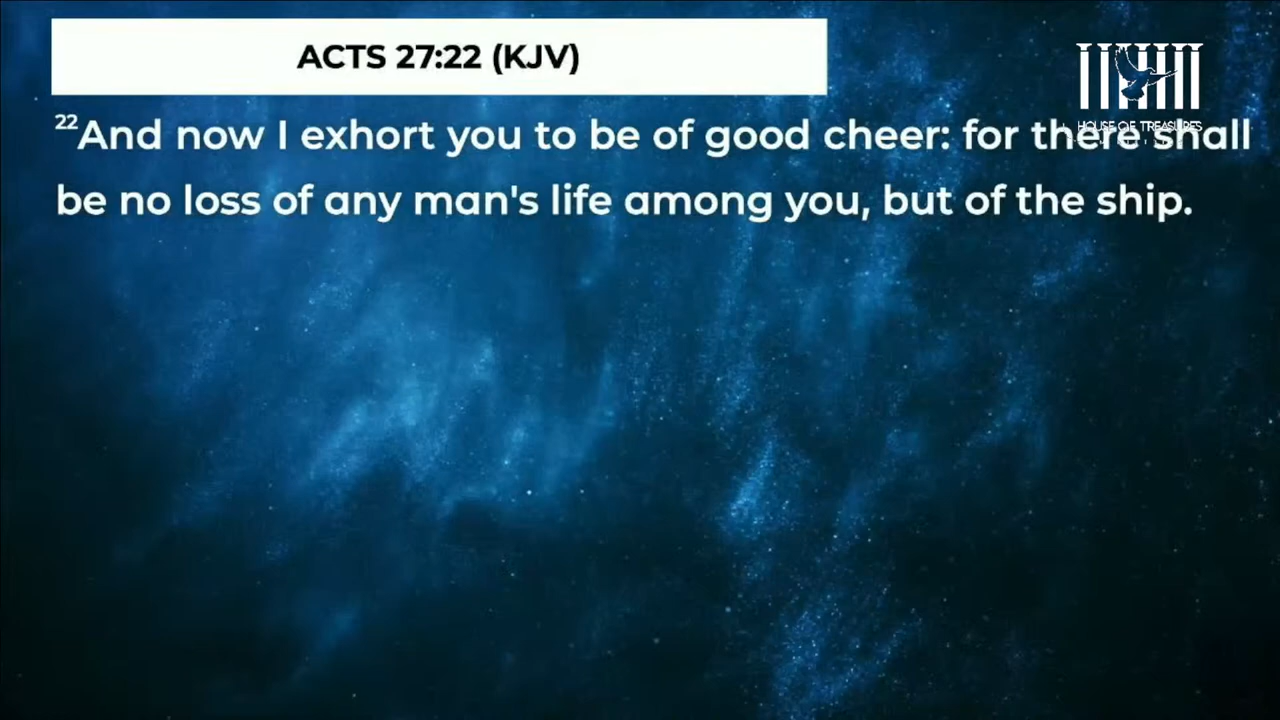 ACTS 27:22 (KJV)
22And now I exhort you to be of good cheer: for there shall
HOUSE OF TREASURES
be no loss of any man's life among you, but of the ship.